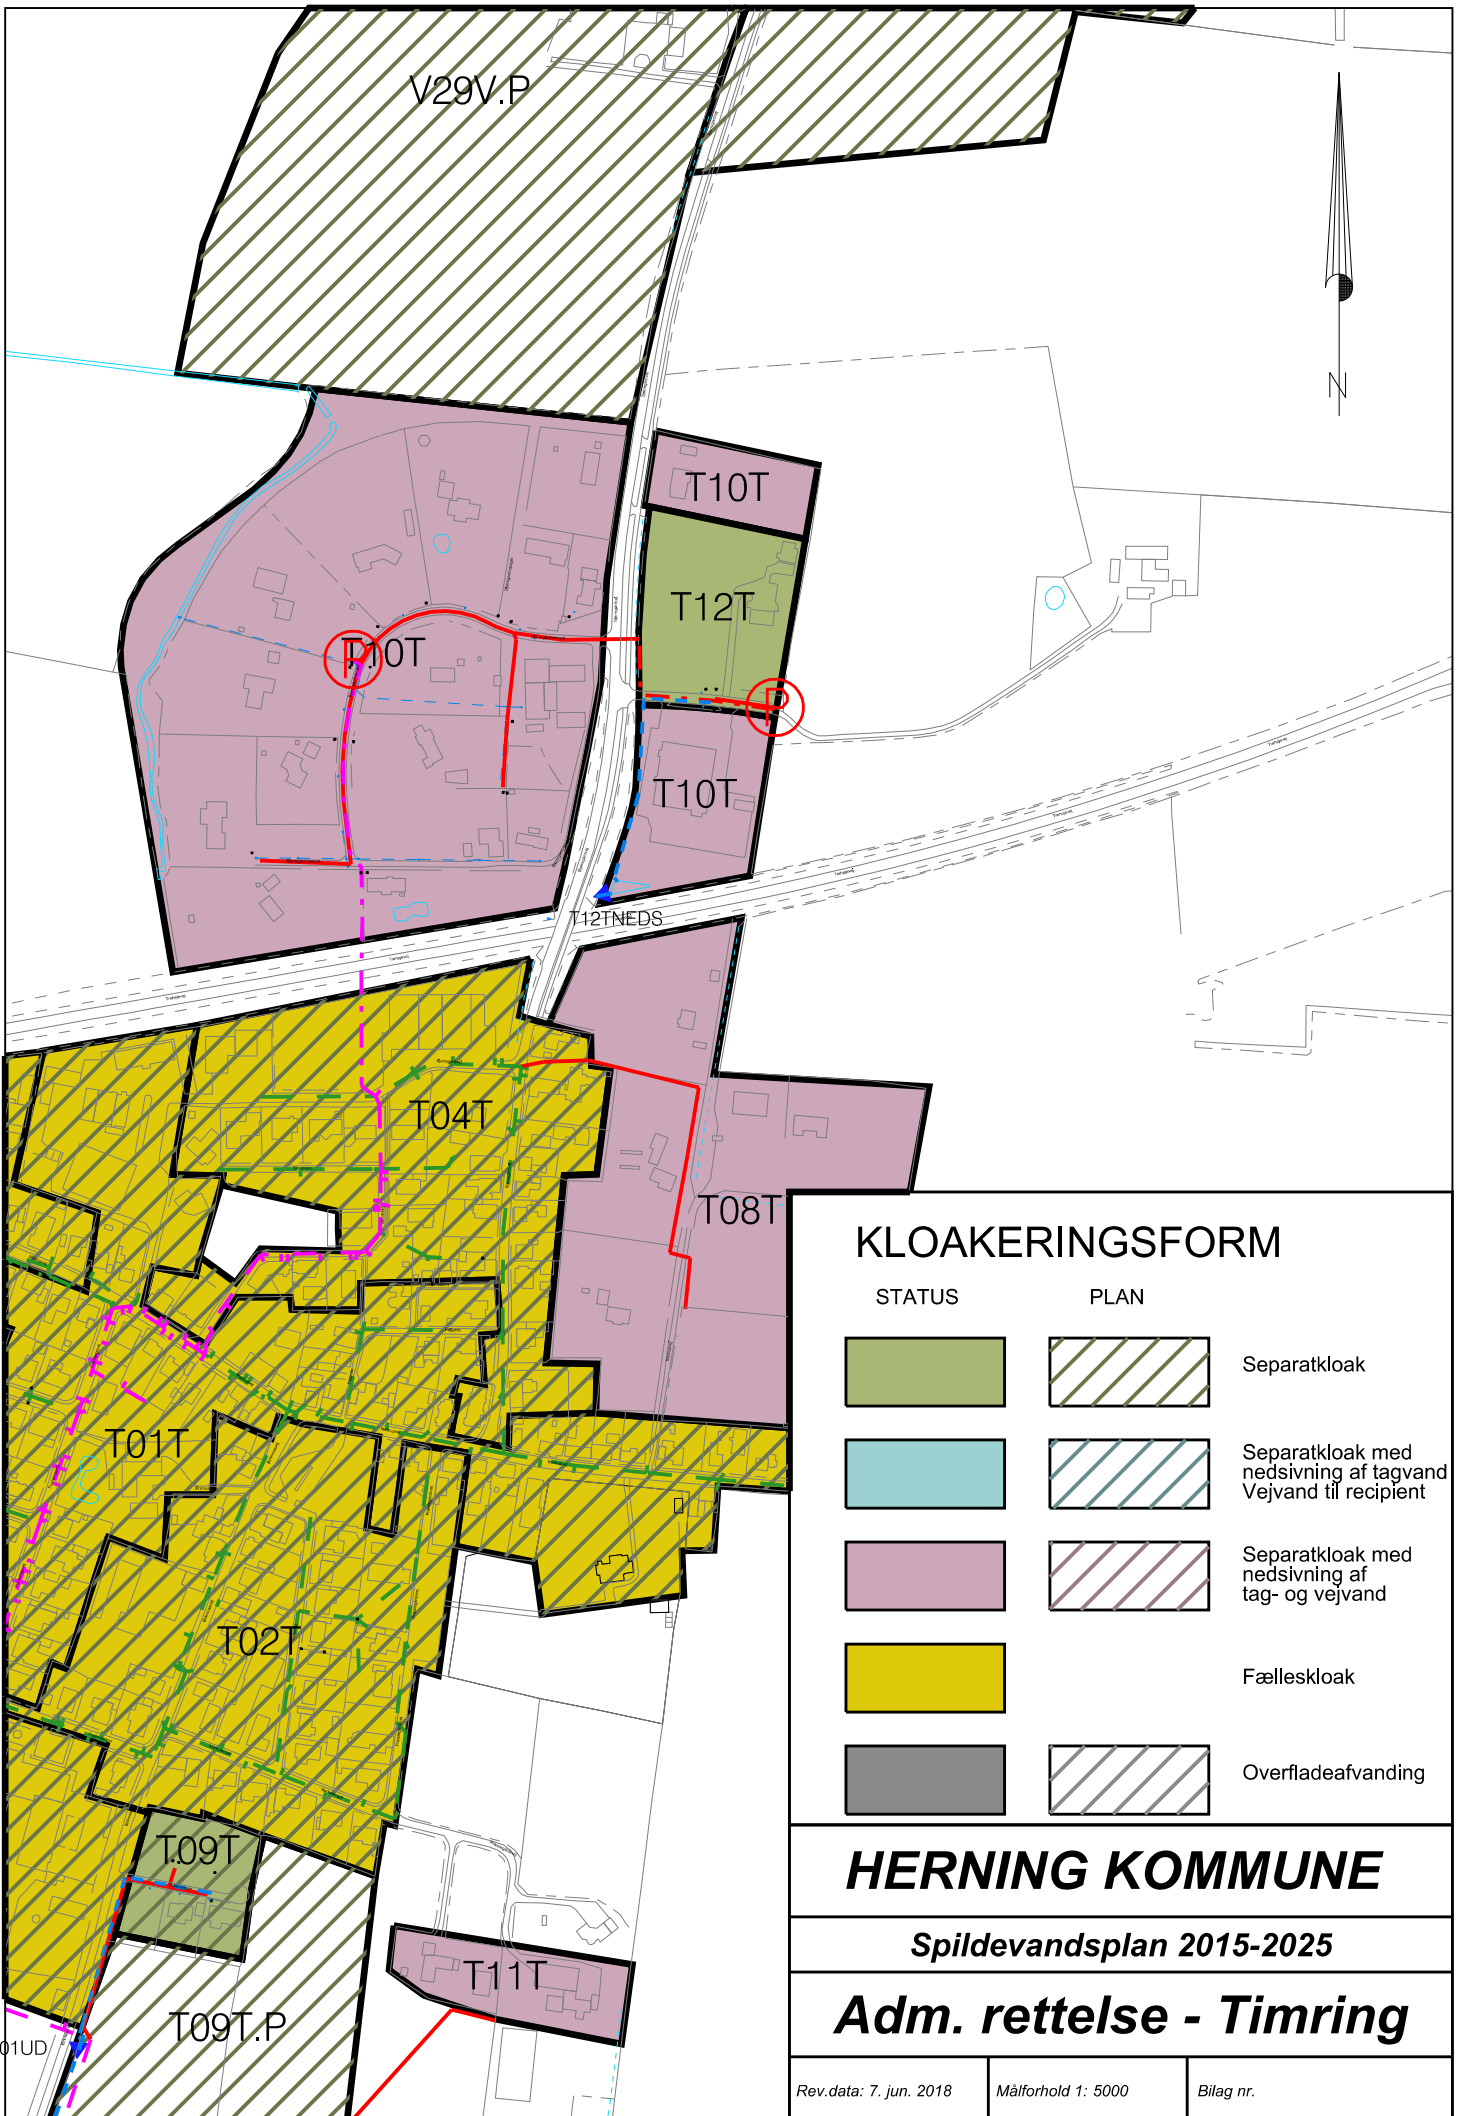 V29V.P
N
T10T
T12T
T10T
T10T
T12TNEDS
T04T
T08T
T01T
T02T
T09T
T11T
T09T.P
01UD
KLOAKERINGSFORM
STATUS PLAN
Separatkloak
Separatkloak med
nedsivning af tagvand
Vejvand til recipient
Separatkloak med
nedsivning af
tag- og vejvand
Fælleskloak
Overfladeafvanding
HERNING KOMMUNE
Spildevandsplan 2015-2025
Adm. rettelse - Timring
Rev.data: 7. jun. 2018 Målforhold 1: 5000 Bilag nr.